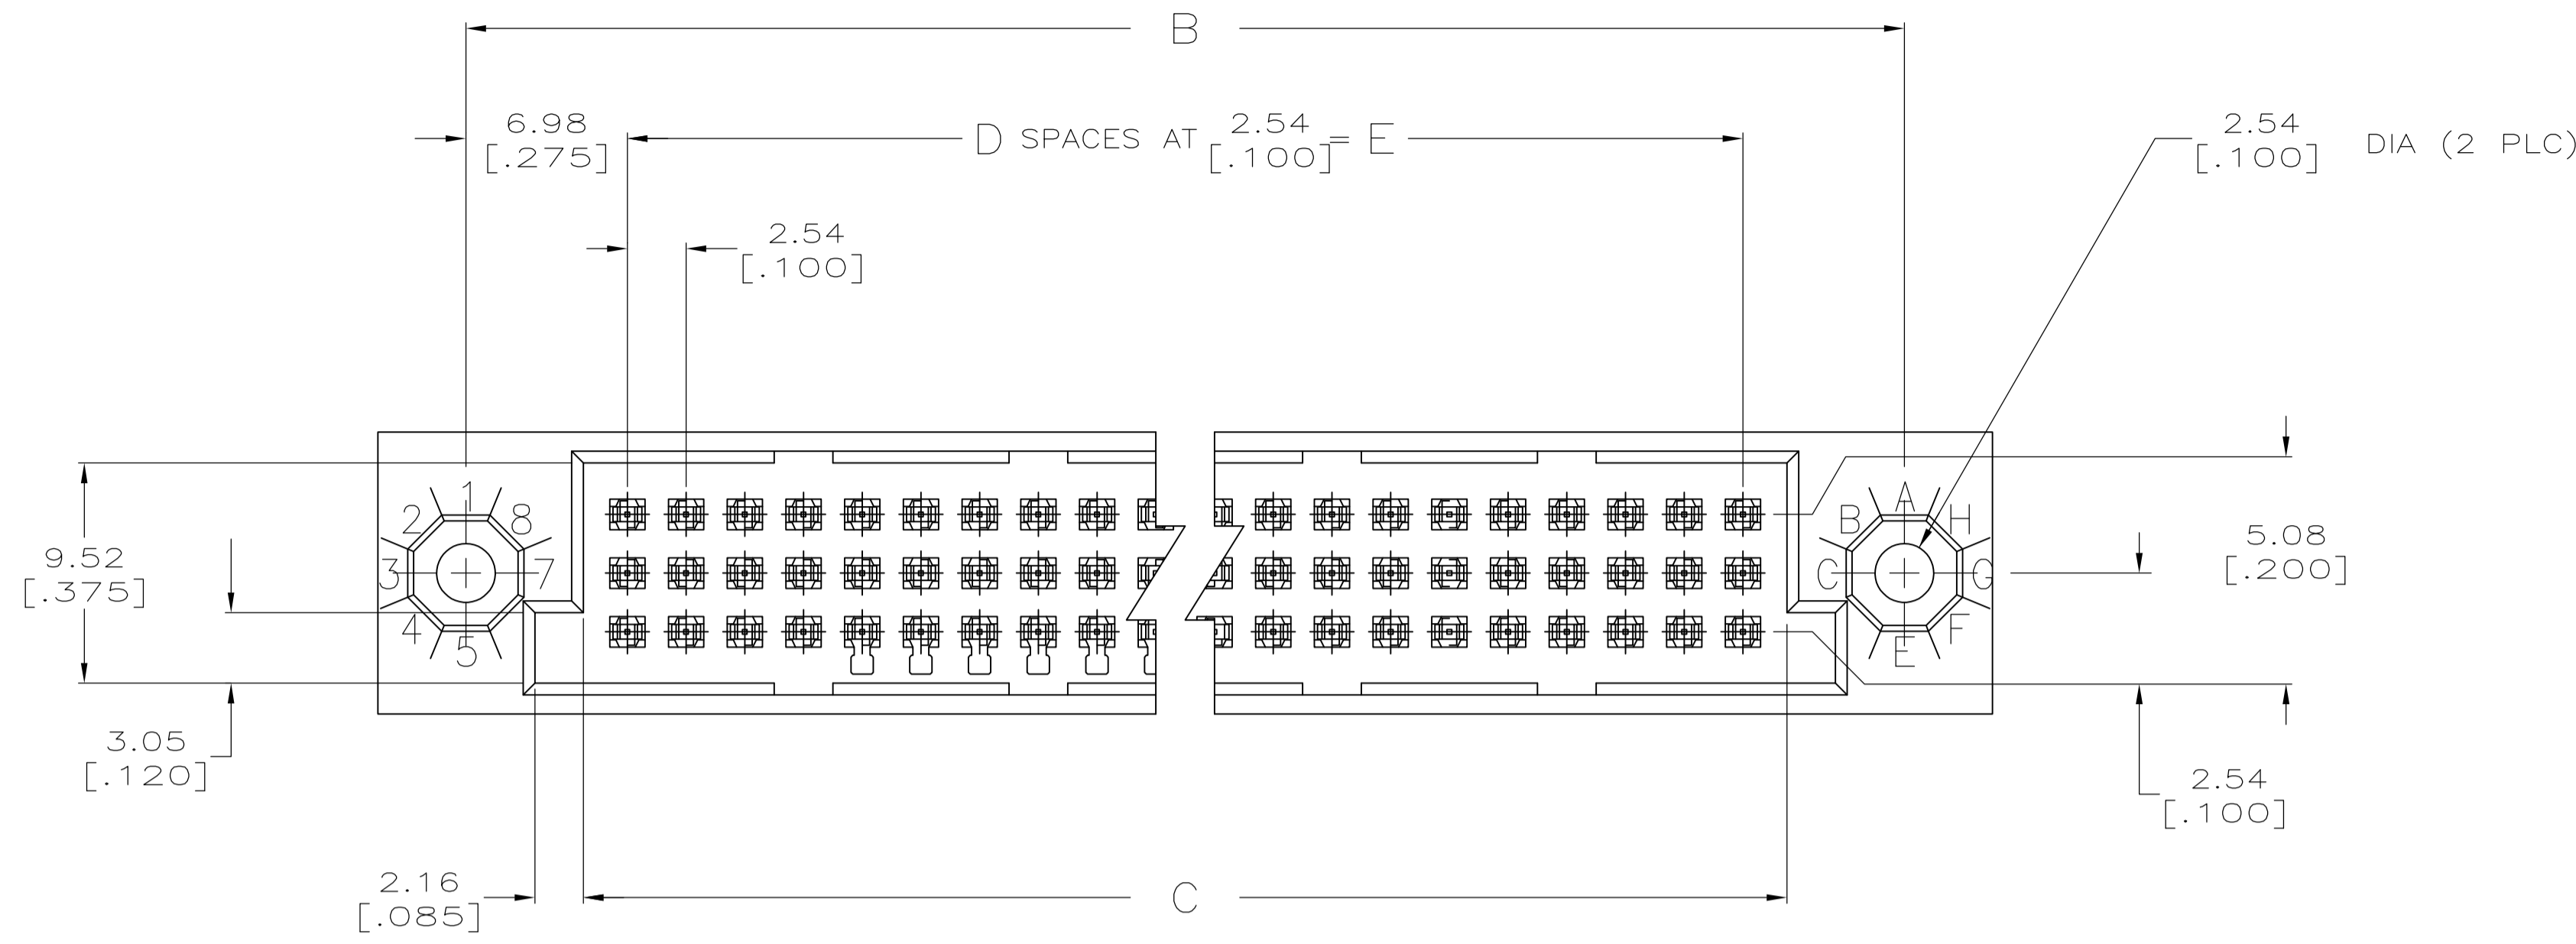 B
6.98
[.275]
D SPACES AT 2.54 [.100] = E
2.54
[.100]
DIA (2 PLC)
2.54
[.100]
1
2
8
3
7
4
5
A
B
H
C
G
F
E
9.52
[.375]
5.08
[.200]
3.05
[.120]
2.54
[.100]
2.16
[.085]
C